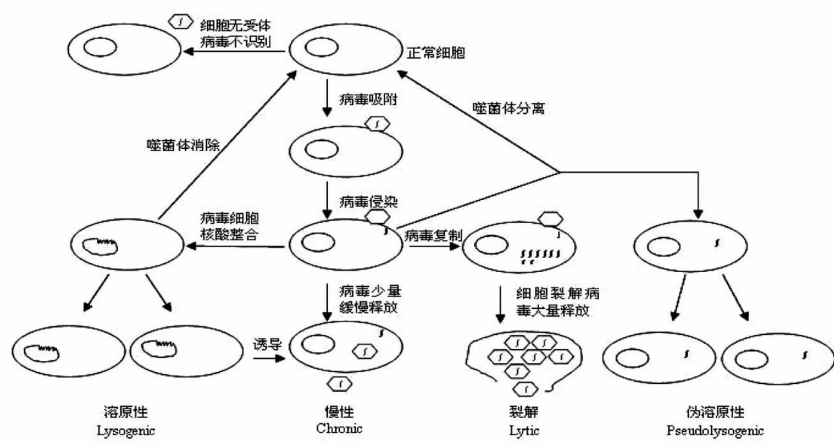 细胞无受体
病毒不识别
正常细胞
病毒吸附
噬菌体分离
噬菌体消除
病毒侵染
病毒细胞
核酸整合
病毒复制
病毒少量
缓慢释放
细胞裂解病
毒大量释放
诱导
溶原性
Lysogenic
慢性
Chronic
裂解
Lytic
伪溶原性
Pseudolysogenic